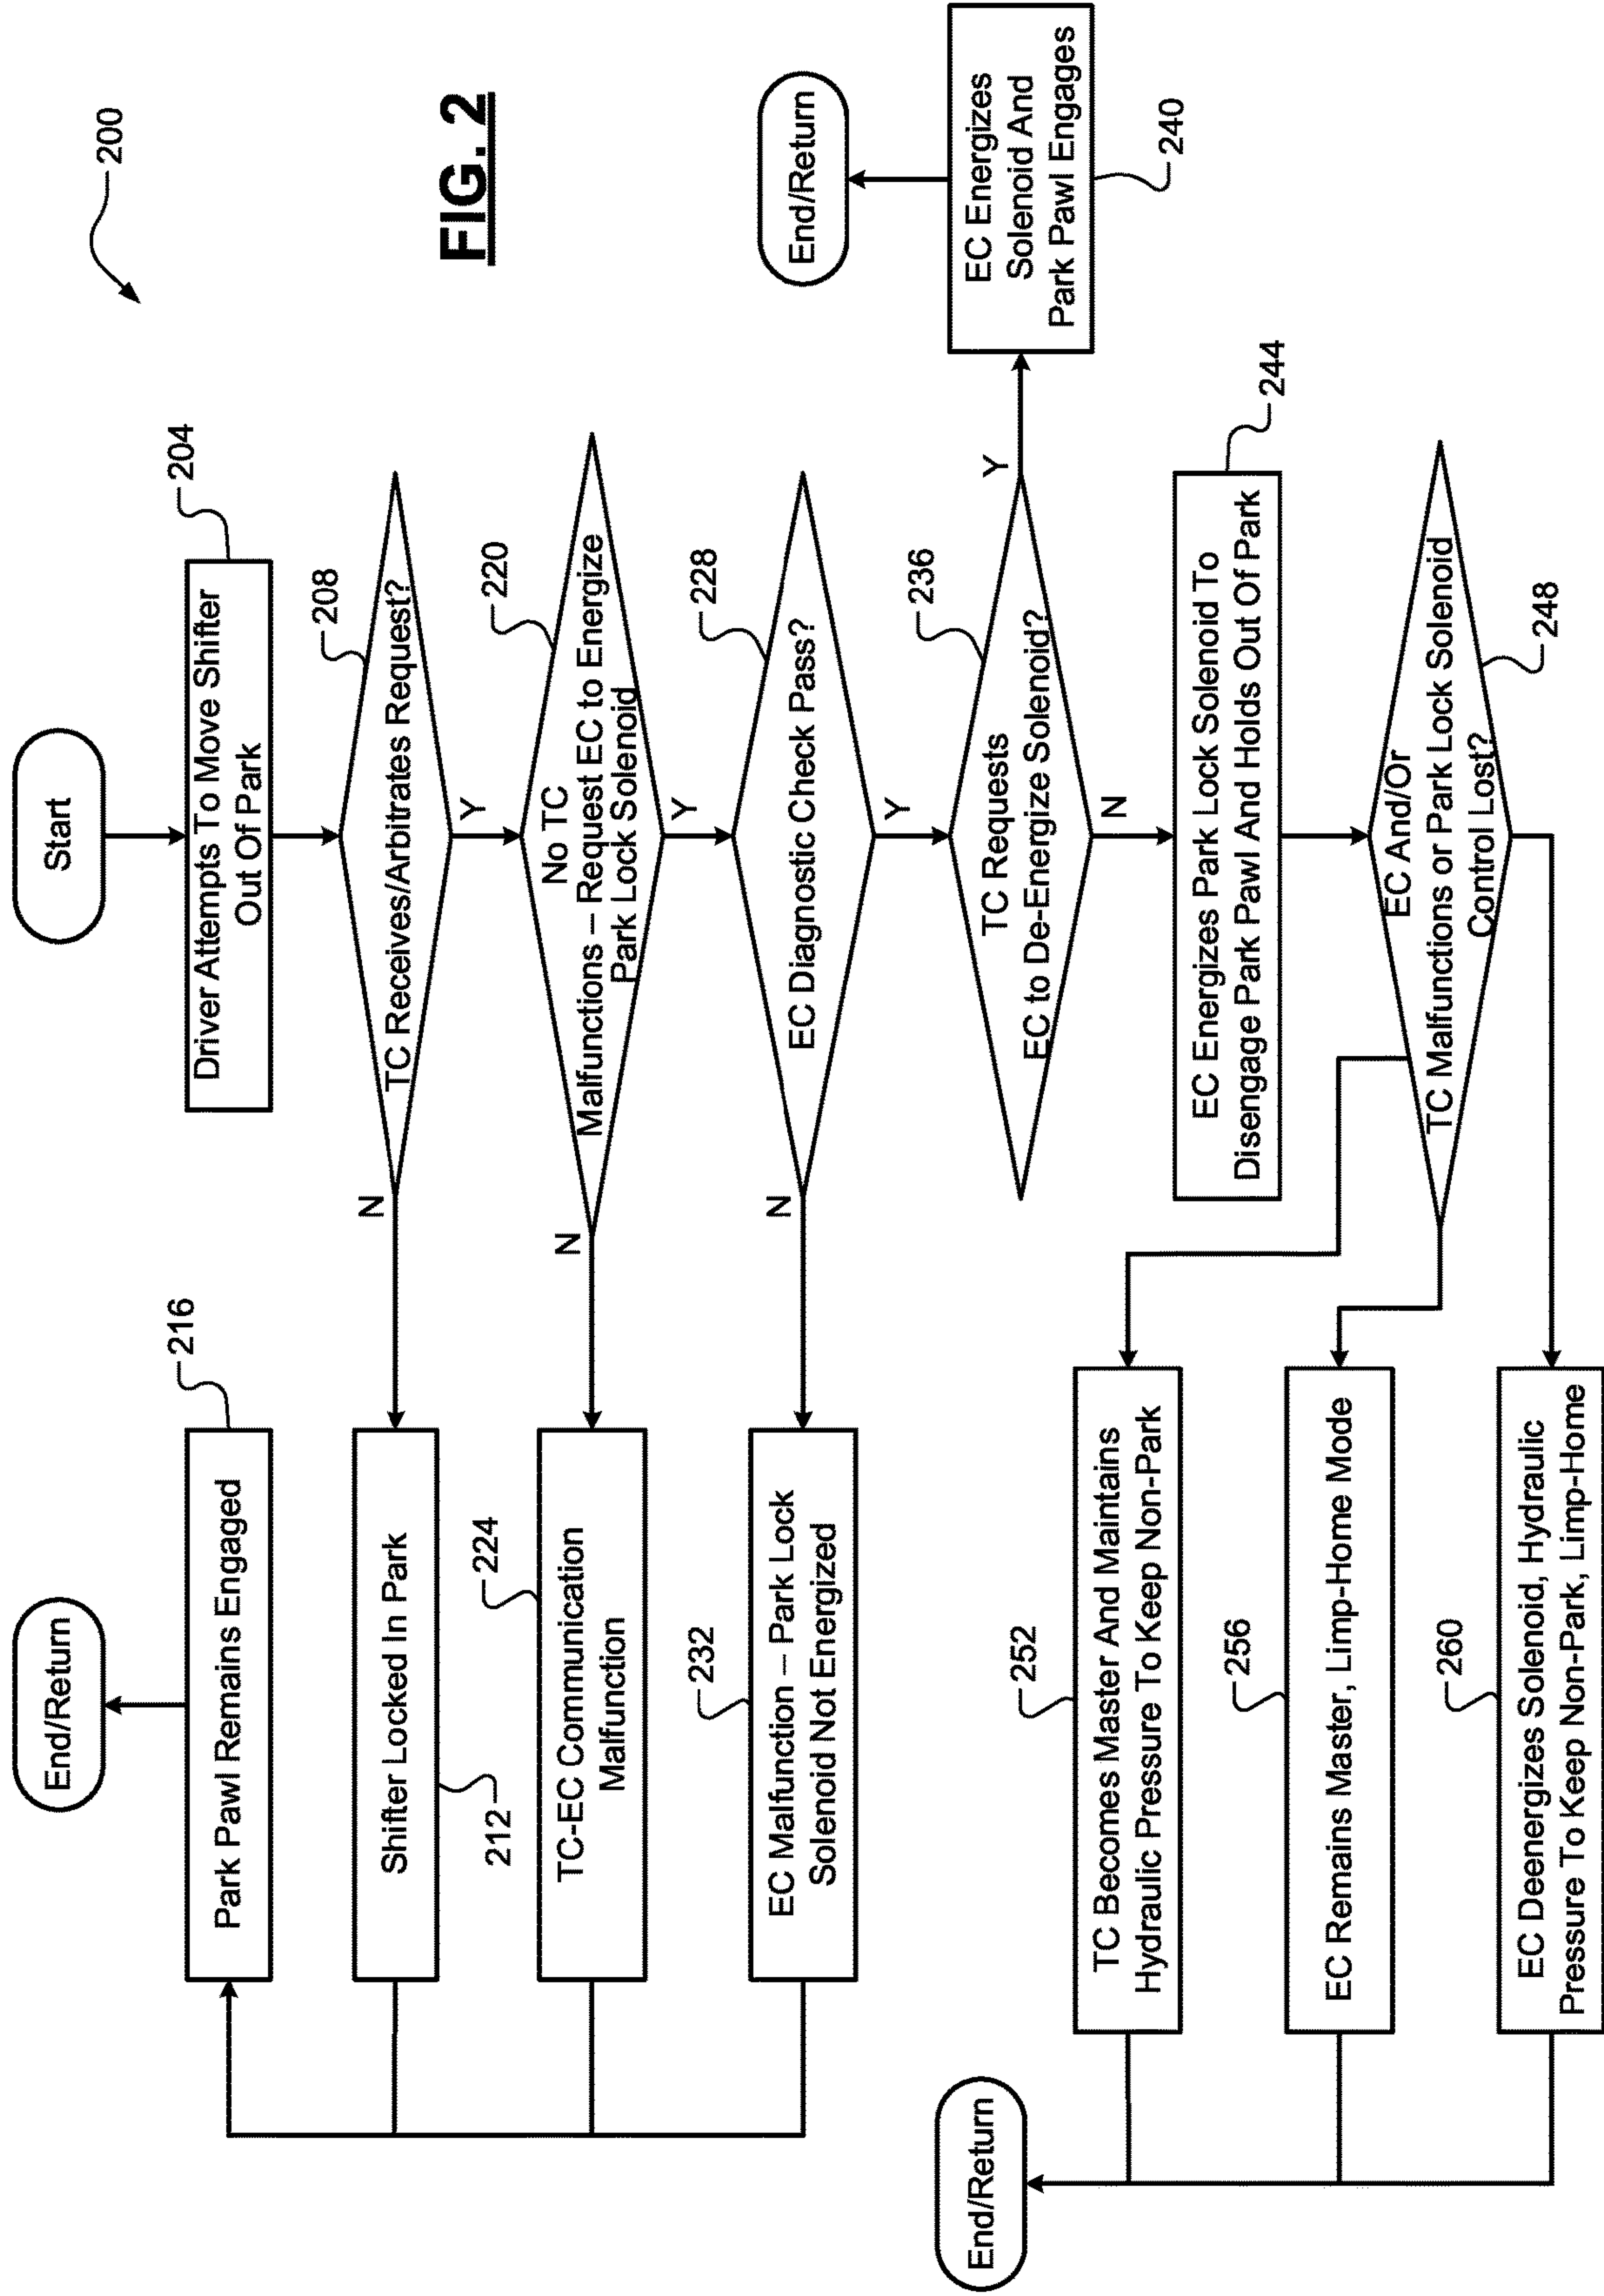 200
FIG. 2
Start
Driver Attempts To Move Shifter
Out Of Park
204
TC Receives/Arbitrates Request?
208
N
Y
Shifter Locked In Park
212
End/Return
Park Pawl Remains Engaged
216
No TC
Malfunctions – Request EC to Energize
Park Lock Solenoid
220
N
Y
TC-EC Communication
Malfunction
224
EC Diagnostic Check Pass?
228
N
Y
EC Malfunction – Park Lock
Solenoid Not Energized
232
TC Requests
EC to De-Energize Solenoid?
236
Y
N
EC Energizes
Solenoid And
Park Pawl Engages
240
End/Return
EC Energizes Park Lock Solenoid To
Disengage Park Pawl And Holds Out Of Park
244
EC And/Or
TC Malfunctions or Park Lock Solenoid
Control Lost?
248
TC Becomes Master And Maintains
Hydraulic Pressure To Keep Non-Park
252
EC Remains Master, Limp-Home Mode
256
EC Deenergizes Solenoid, Hydraulic
Pressure To Keep Non-Park, Limp-Home
260
End/Return